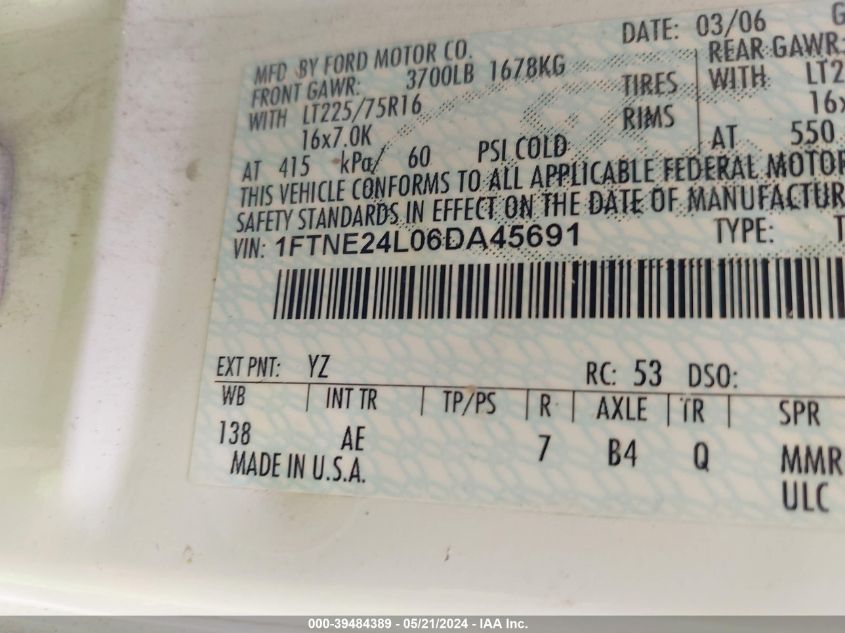 DATE: 03/06 G
MFD BY FORD MOTOR CO.
FRONT GAWR: 3700LB 1678KG REAR GAWR:
WITH LT225/75R16 TIRES WITH LT2
16x7.0K RIMS 16x
AT 415 kPa/ 60 PSI COLD AT 550
THIS VEHICLE CONFORMS TO ALL APPLICABLE FEDERAL MOTOR
SAFETY STANDARDS IN EFFECT ON THE DATE OF MANUFACTUR
VIN: 1FTNE24L06DA45691 TYPE: T
EXT PNT: YZ RC: 53 DSO:
WB | INT TR | TP/PS | R | AXLE | TR | SPR
138 AE 7 B4 Q MMR
MADE IN U.S.A. ULC
000-39484389 - 05/21/2024 - IAA Inc.